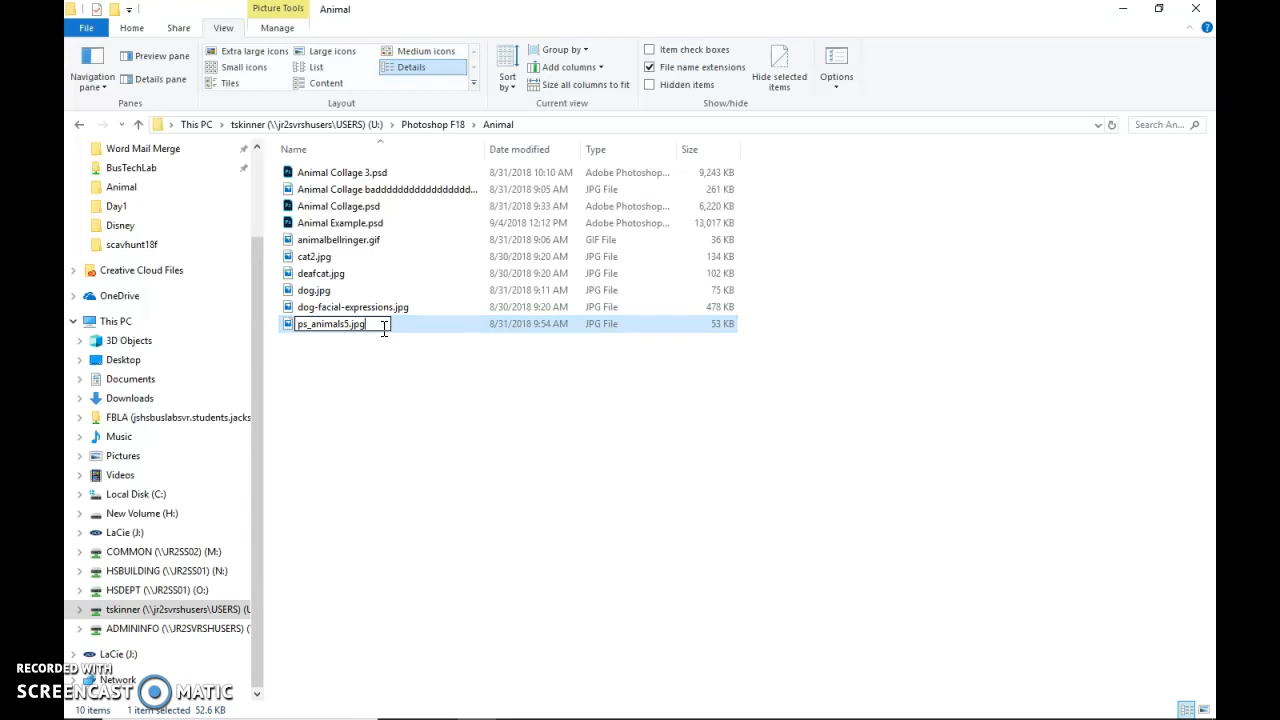 Picture Tools Animal
File Home Share View Manage
Navigation pane Preview pane Details pane
Extra large icons Large icons Medium icons
Small icons List Details
Tiles Content
Sort by Group by Add columns Size all columns to fit
Item check boxes File name extensions Hidden items
Hide selected items Options
Panes Layout Current view Show/hide
This PC > tskinner (\\jr2svrshusers\USERS) (U:) > Photoshop F18 > Animal Search An...
Word Mail Merge
BusTechLab
Animal
Day1
Disney
scavhunt18f
Creative Cloud Files
OneDrive
This PC
3D Objects
Desktop
Documents
Downloads
FBLA (jshsbuslabsvr.students.jacks
Music
Pictures
Videos
Local Disk (C:)
New Volume (H:)
LaCie (J:)
COMMON (\\JR2SS02) (M:)
HSBUILDING (\\JR2SS01) (N:)
HSDEPT (\\JR2SS01) (O:)
tskinner (\\jr2svrshusers\USERS) (U
ADMININFO (\\JR2SVRSHUSERS) (
LaCie (J:)
Network
Name Date modified Type Size
Animal Collage 3.psd 8/31/2018 10:10 AM Adobe Photoshop... 9,243 KB
Animal Collage baddddddddddddddddd... 8/31/2018 9:05 AM JPG File 261 KB
Animal Collage.psd 8/31/2018 9:33 AM Adobe Photoshop... 6,220 KB
Animal Example.psd 9/4/2018 12:12 PM Adobe Photoshop... 13,017 KB
animalbellringer.gif 8/31/2018 9:06 AM GIF File 36 KB
cat2.jpg 8/30/2018 9:20 AM JPG File 134 KB
deafcat.jpg 8/30/2018 9:20 AM JPG File 102 KB
dog.jpg 8/31/2018 9:11 AM JPG File 75 KB
dog-facial-expressions.jpg 8/30/2018 9:20 AM JPG File 478 KB
ps_animals5.jpg 8/31/2018 9:54 AM JPG File 53 KB
RECORDED WITH
SCREENCAST MATIC
10 items 1 item selected 52.6 KB